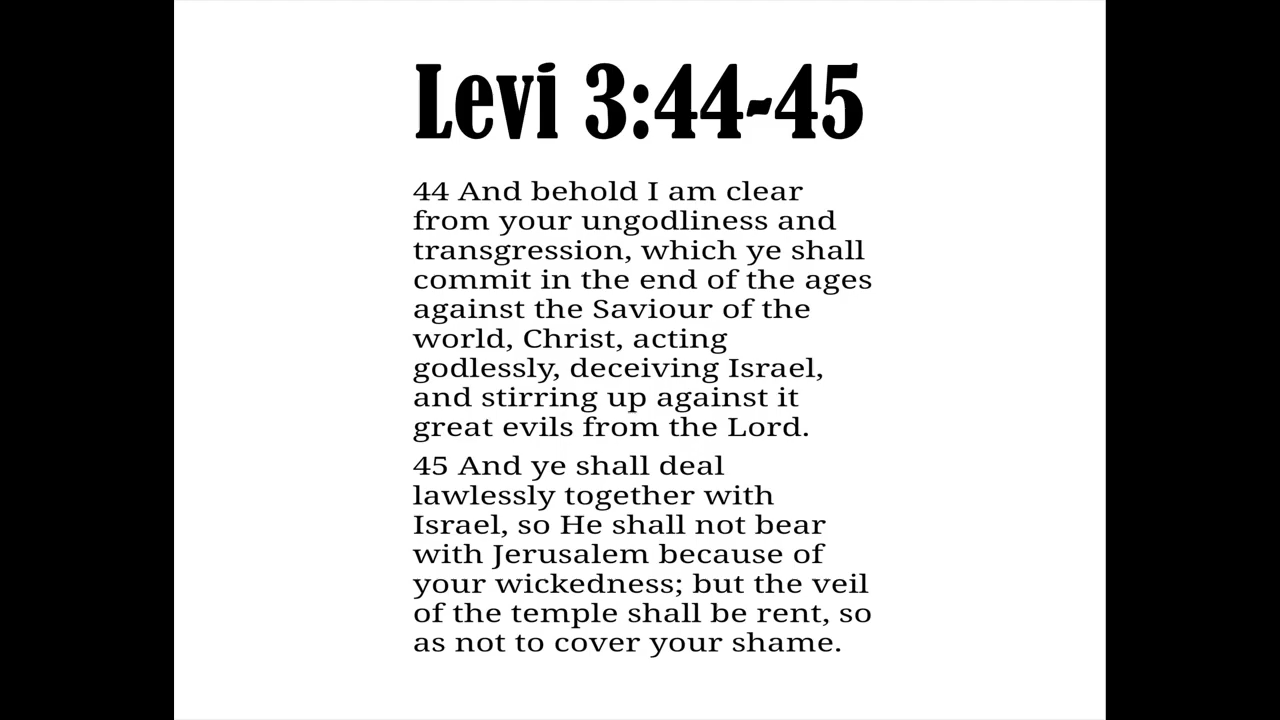 Levi 3:44-45
44 And behold I am clear
from your ungodliness and
transgression, which ye shall
commit in the end of the ages
against the Saviour of the
world, Christ, acting
godlessly, deceiving Israel,
and stirring up against it
great evils from the Lord.
45 And ye shall deal
lawlessly together with
Israel, so He shall not bear
with Jerusalem because of
your wickedness; but the veil
of the temple shall be rent, so
as not to cover your shame.